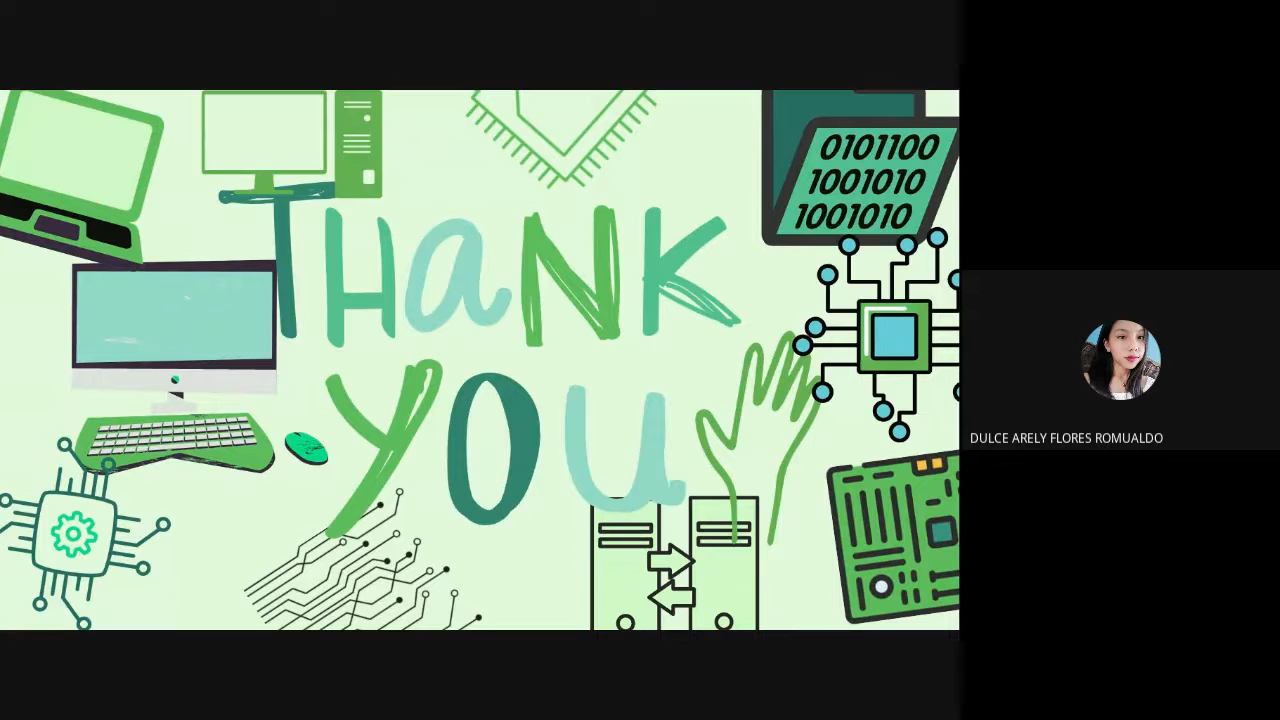 0101100
1001010
1001010
THaNK
YOU
DULCE ARELY FLORES ROMUALDO